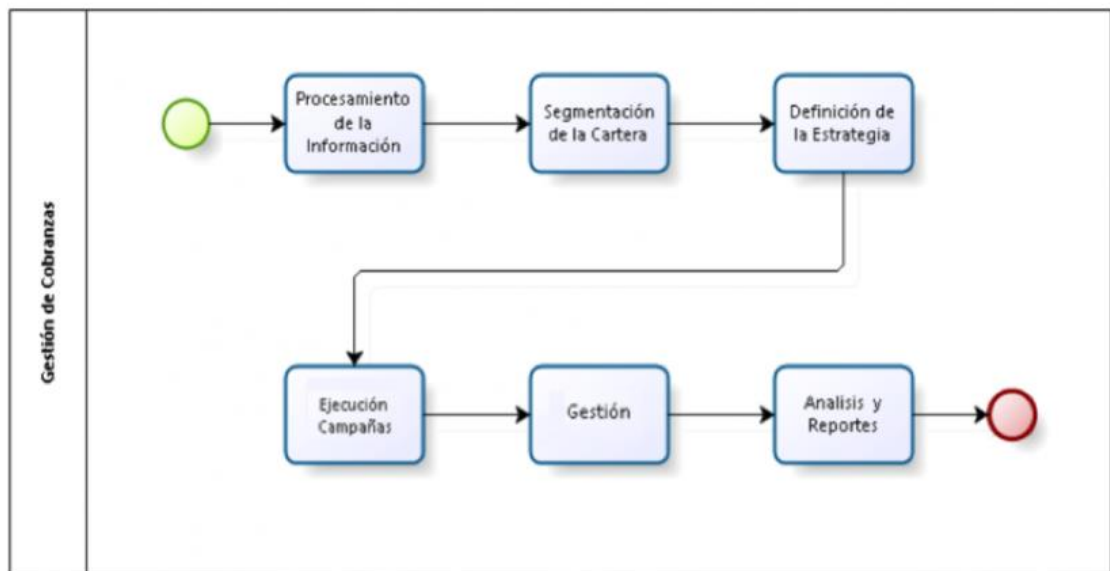 Gestión de Cobranzas
Procesamiento
de la
Información
Segmentación
de la Cartera
Definición de
la Estrategia
Ejecución
Campañas
Gestión
Analisis y
Reportes